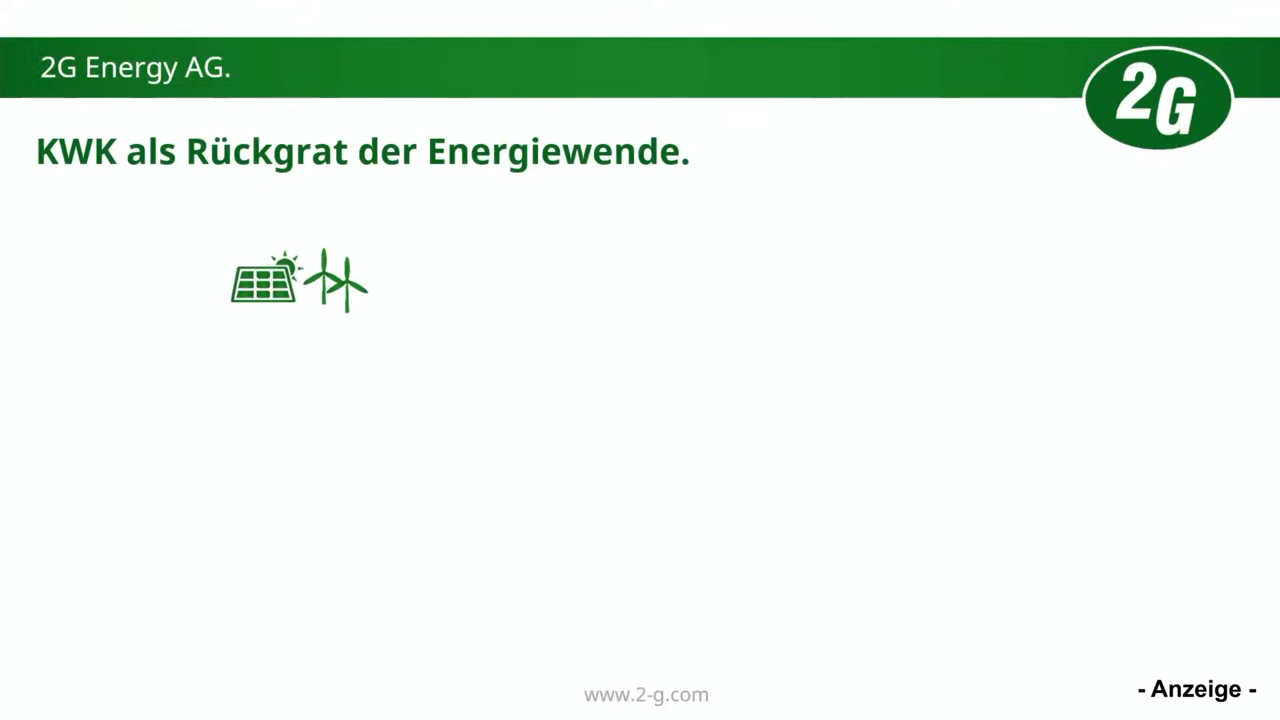 2G Energy AG.
2G
KWK als Rückgrat der Energiewende.
www.2-g.com
- Anzeige -